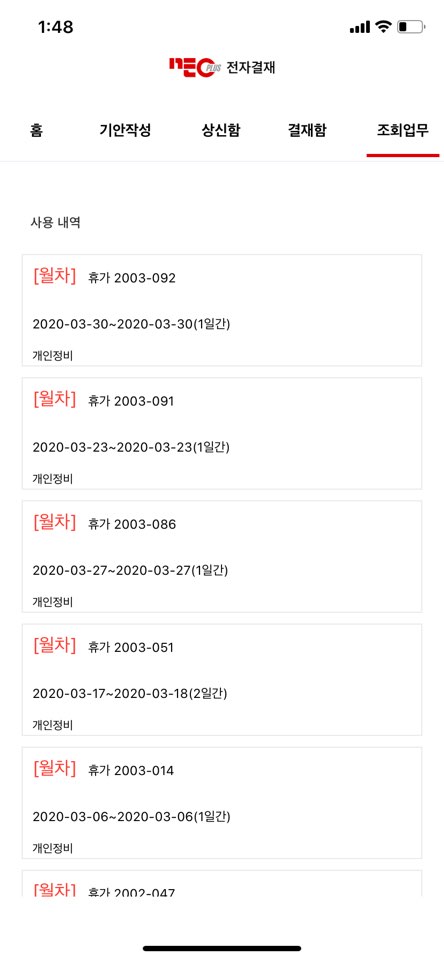 1:48
neo PLUS 전자결재
홈 기안작성 상신함 결재함 조회업무
사용 내역
[월차] 휴가 2003-092
2020-03-30~2020-03-30(1일간)
개인정비
[월차] 휴가 2003-091
2020-03-23~2020-03-23(1일간)
개인정비
[월차] 휴가 2003-086
2020-03-27~2020-03-27(1일간)
개인정비
[월차] 휴가 2003-051
2020-03-17~2020-03-18(2일간)
개인정비
[월차] 휴가 2003-014
2020-03-06~2020-03-06(1일간)
개인정비
[월차] 휴가 2002-047